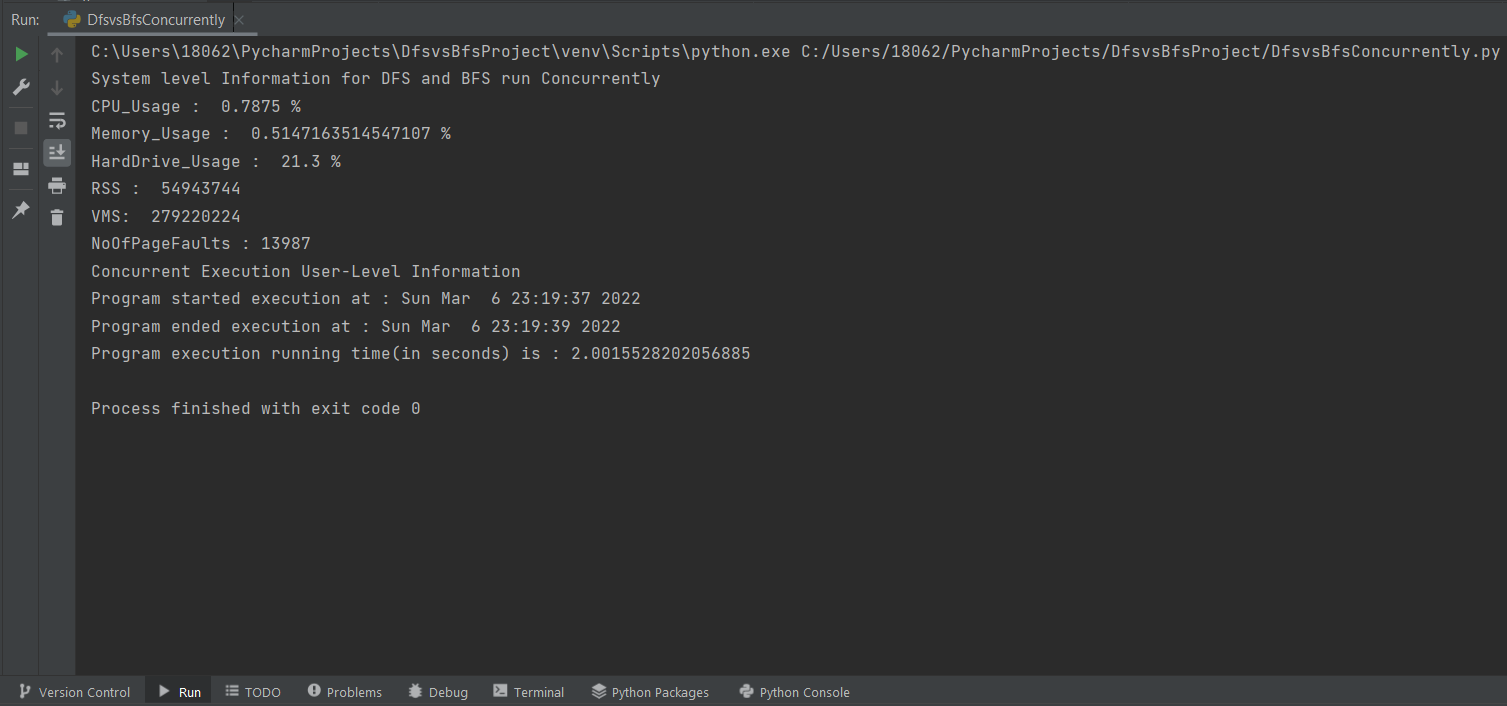 Run: DfsvsBfsConcurrently
C:\Users\18062\PycharmProjects\DfsvsBfsProject\venv\Scripts\python.exe C:/Users/18062/PycharmProjects/DfsvsBfsProject/DfsvsBfsConcurrently.py
System level Information for DFS and BFS run Concurrently
CPU_Usage :  0.7875 %
Memory_Usage :  0.5147163514547107 %
HardDrive_Usage :  21.3 %
RSS :  54943744
VMS:  279220224
NoOfPageFaults : 13987
Concurrent Execution User-Level Information
Program started execution at : Sun Mar  6 23:19:37 2022
Program ended execution at : Sun Mar  6 23:19:39 2022
Program execution running time(in seconds) is : 2.0015528202056885
Process finished with exit code 0
Version Control Run TODO Problems Debug Terminal Python Packages Python Console